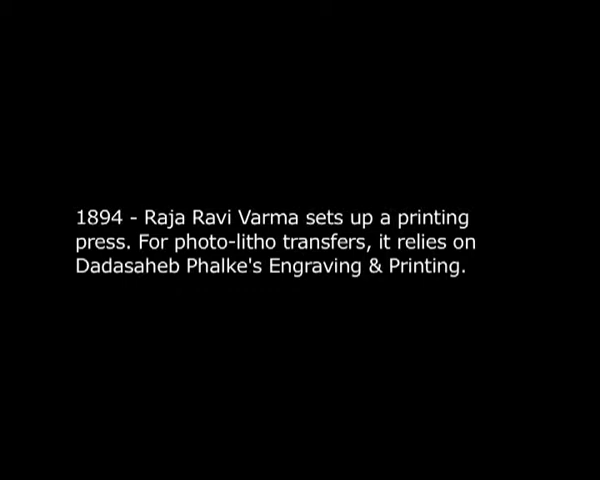 1894 - Raja Ravi Varma sets up a printing
press. For photo-litho transfers, it relies on
Dadasaheb Phalke's Engraving & Printing.